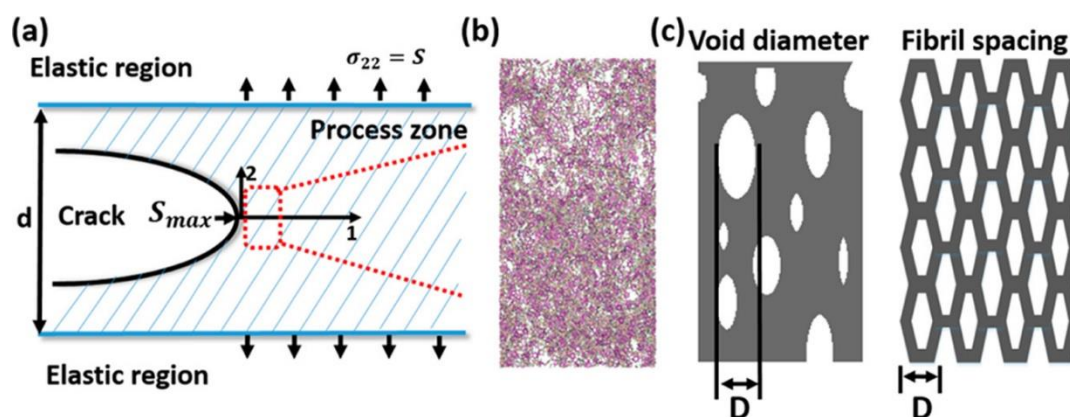 (a)
Elastic region
σ₂₂ = S
Process zone
2
d
Crack
Sₘₐₓ
1
Elastic region
(b)
(c)
Void diameter
D
Fibril spacing
D